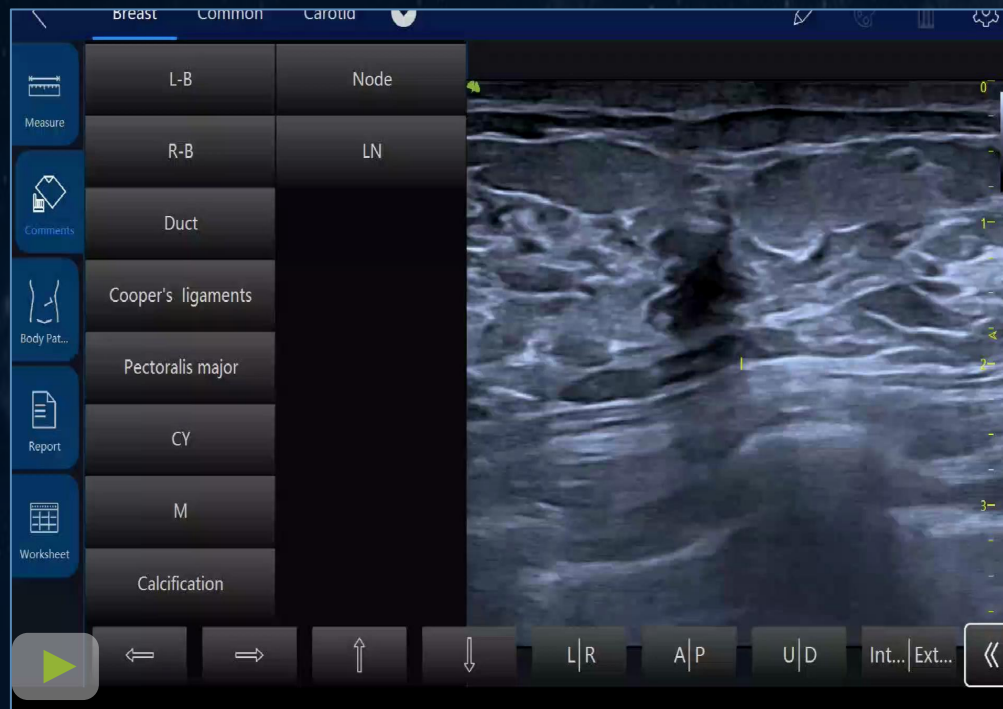 Breast Common Carotid
Measure
Comments
Body Pat...
Report
Worksheet
L-B Node
R-B LN
Duct
Cooper's ligaments
Pectoralis major
CY
M
Calcification
0
1
2
3
L|R A|P U|D Int...|Ext...